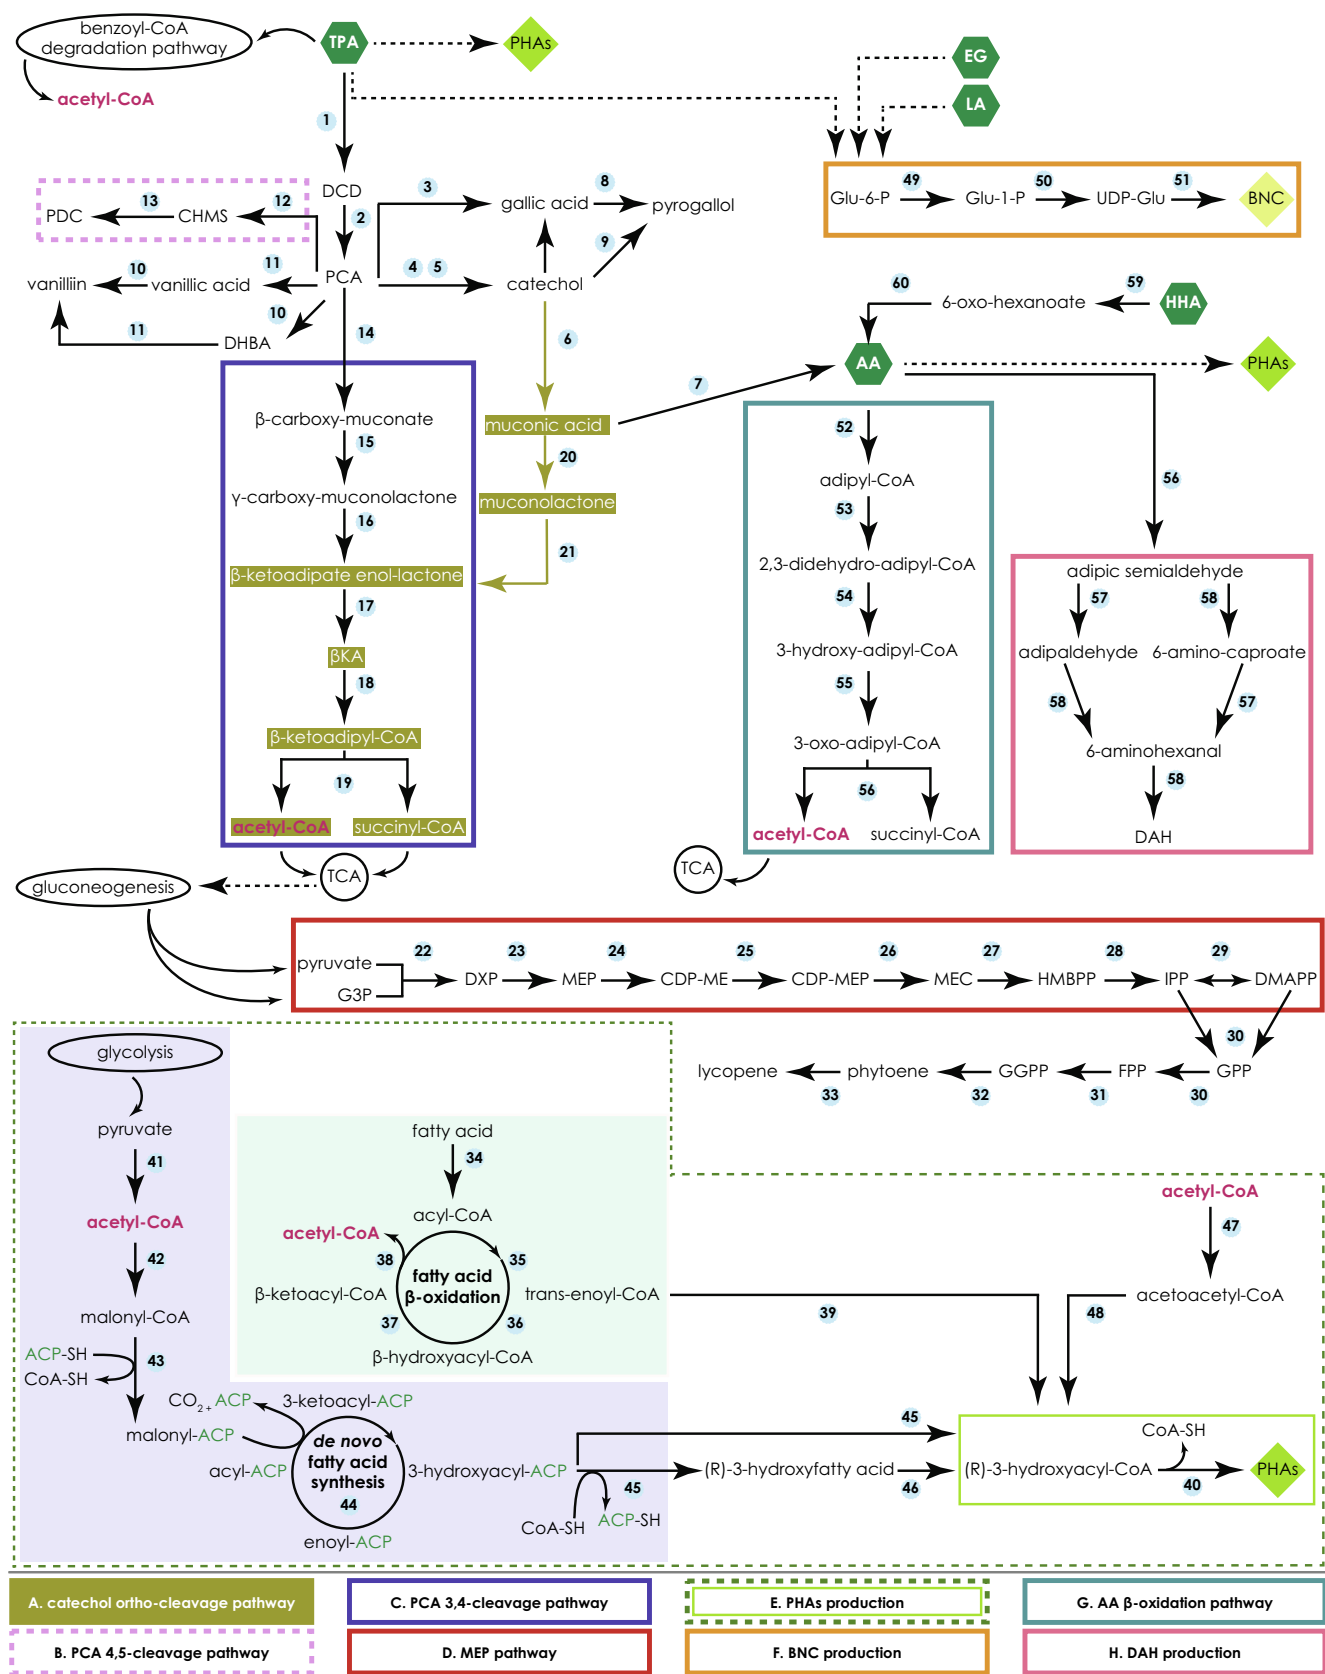 benzoyl-CoA
degradation pathway
TPA
PHAs
acetyl-CoA
EG
LA
1
DCD
2
3
gallic acid
8
pyrogallol
9
PDC
13
CHMS
12
PCA
4 5
catechol
vanilliin
10
vanillic acid
11
10
11
DHBA
14
6
Glu-6-P
49
Glu-1-P
50
UDP-Glu
51
BNC
60
6-oxo-hexanoate
59
HHA
AA
PHAs
7
β-carboxy-muconate
15
γ-carboxy-muconolactone
16
β-ketoadipate enol-lactone
17
βKA
18
β-ketoadipyl-CoA
19
acetyl-CoA
succinyl-CoA
TCA
gluconeogenesis
muconic acid
20
muconolactone
21
52
adipyl-CoA
53
2,3-didehydro-adipyl-CoA
54
3-hydroxy-adipyl-CoA
55
3-oxo-adipyl-CoA
56
acetyl-CoA
succinyl-CoA
TCA
56
adipic semialdehyde
57
58
adipaldehyde
6-amino-caproate
58
57
6-aminohexanal
58
DAH
pyruvate
G3P
22
DXP
23
MEP
24
CDP-ME
25
CDP-MEP
26
MEC
27
HMBPP
28
IPP
29
DMAPP
30
lycopene
33
phytoene
32
GGPP
31
FPP
30
GPP
glycolysis
pyruvate
41
acetyl-CoA
42
malonyl-CoA
ACP-SH
43
CoA-SH
malonyl-ACP
CO2+ ACP
3-ketoacyl-ACP
de novo
fatty acid
synthesis
44
acyl-ACP
3-hydroxyacyl-ACP
enoyl-ACP
fatty acid
34
acyl-CoA
acetyl-CoA
38
35
fatty acid
β-oxidation
β-ketoacyl-CoA
trans-enoyl-CoA
37
36
β-hydroxyacyl-CoA
39
acetyl-CoA
47
acetoacetyl-CoA
48
45
45
CoA-SH
ACP-SH
(R)-3-hydroxyfatty acid
46
(R)-3-hydroxyacyl-CoA
CoA-SH
40
PHAs
A. catechol ortho-cleavage pathway
C. PCA 3,4-cleavage pathway
E. PHAs production
G. AA β-oxidation pathway
B. PCA 4,5-cleavage pathway
D. MEP pathway
F. BNC production
H. DAH production